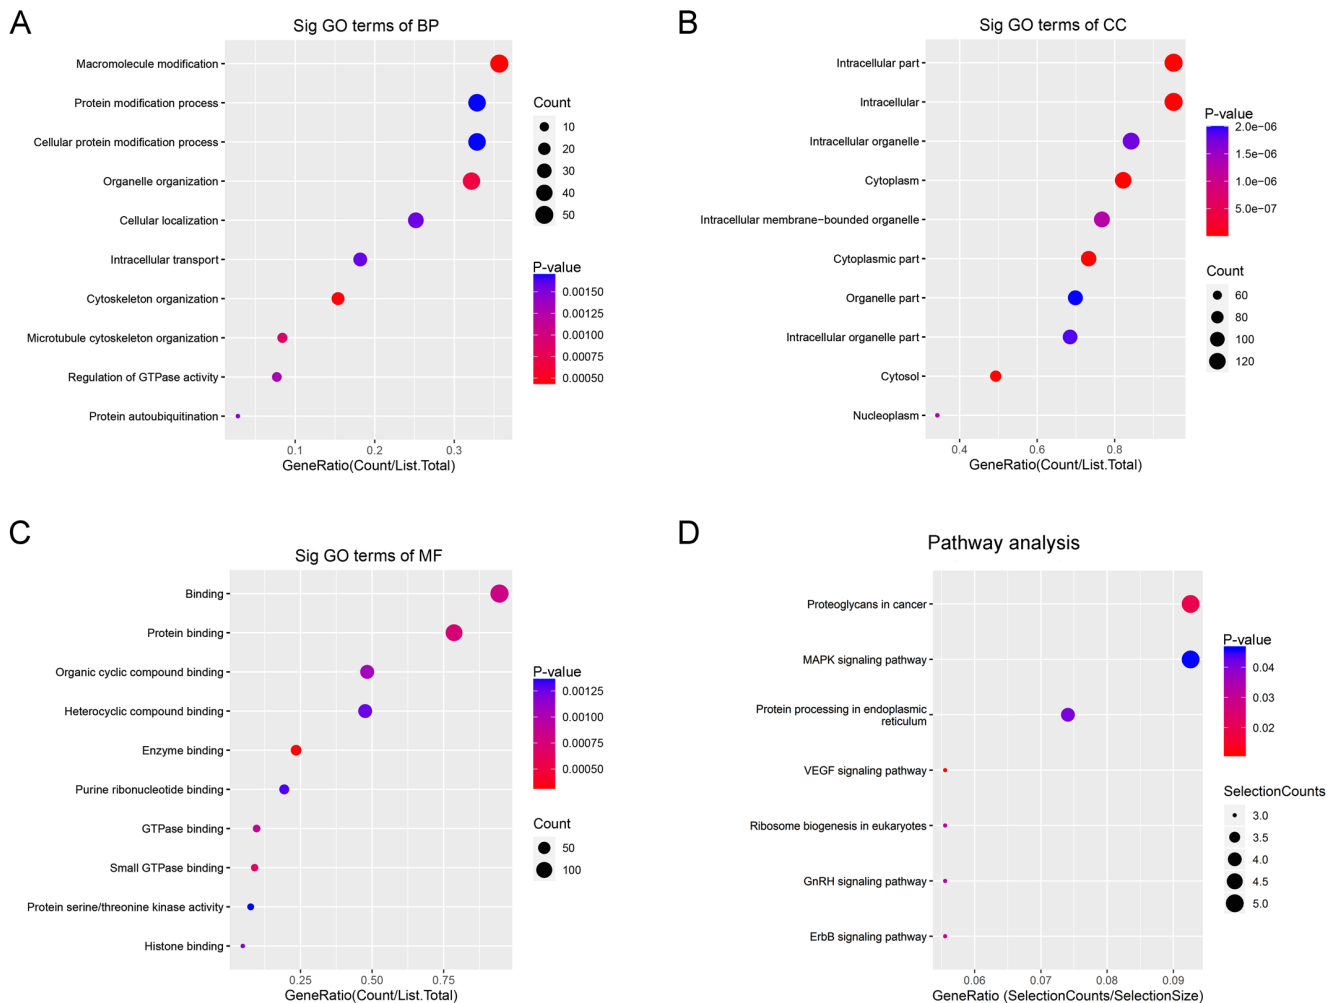 A
Sig GO terms of BP
Macromolecule modification
Protein modification process
Cellular protein modification process
Organelle organization
Cellular localization
Intracellular transport
Cytoskeleton organization
Microtubule cytoskeleton organization
Regulation of GTPase activity
Protein autoubiquitination
0.1 0.2 0.3
GeneRatio(Count/List.Total)
Count
10
20
30
40
50
P-value
0.00150
0.00125
0.00100
0.00075
0.00050
B
Sig GO terms of CC
Intracellular part
Intracellular
Intracellular organelle
Cytoplasm
Intracellular membrane−bounded organelle
Cytoplasmic part
Organelle part
Intracellular organelle part
Cytosol
Nucleoplasm
0.4 0.6 0.8
GeneRatio(Count/List.Total)
P-value
2.0e−06
1.5e−06
1.0e−06
5.0e−07
Count
60
80
100
120
C
Sig GO terms of MF
Binding
Protein binding
Organic cyclic compound binding
Heterocyclic compound binding
Enzyme binding
Purine ribonucleotide binding
GTPase binding
Small GTPase binding
Protein serine/threonine kinase activity
Histone binding
0.25 0.50 0.75
GeneRatio(Count/List.Total)
P-value
0.00125
0.00100
0.00075
0.00050
Count
50
100
D
Pathway analysis
Proteoglycans in cancer
MAPK signaling pathway
Protein processing in endoplasmic
reticulum
VEGF signaling pathway
Ribosome biogenesis in eukaryotes
GnRH signaling pathway
ErbB signaling pathway
0.06 0.07 0.08 0.09
GeneRatio (SelectionCounts/SelectionSize)
P-value
0.04
0.03
0.02
SelectionCounts
3.0
3.5
4.0
4.5
5.0